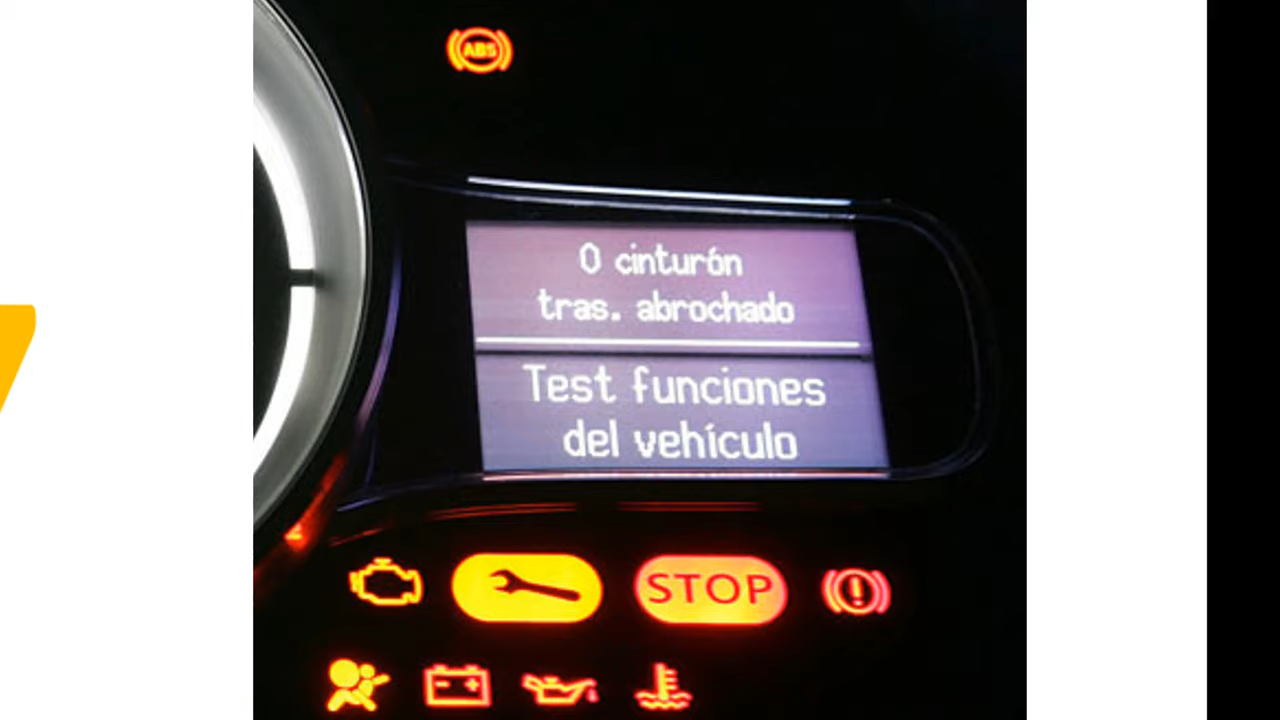 ABS
0 cinturón
tras. abrochado
Test funciones
del vehículo
STOP